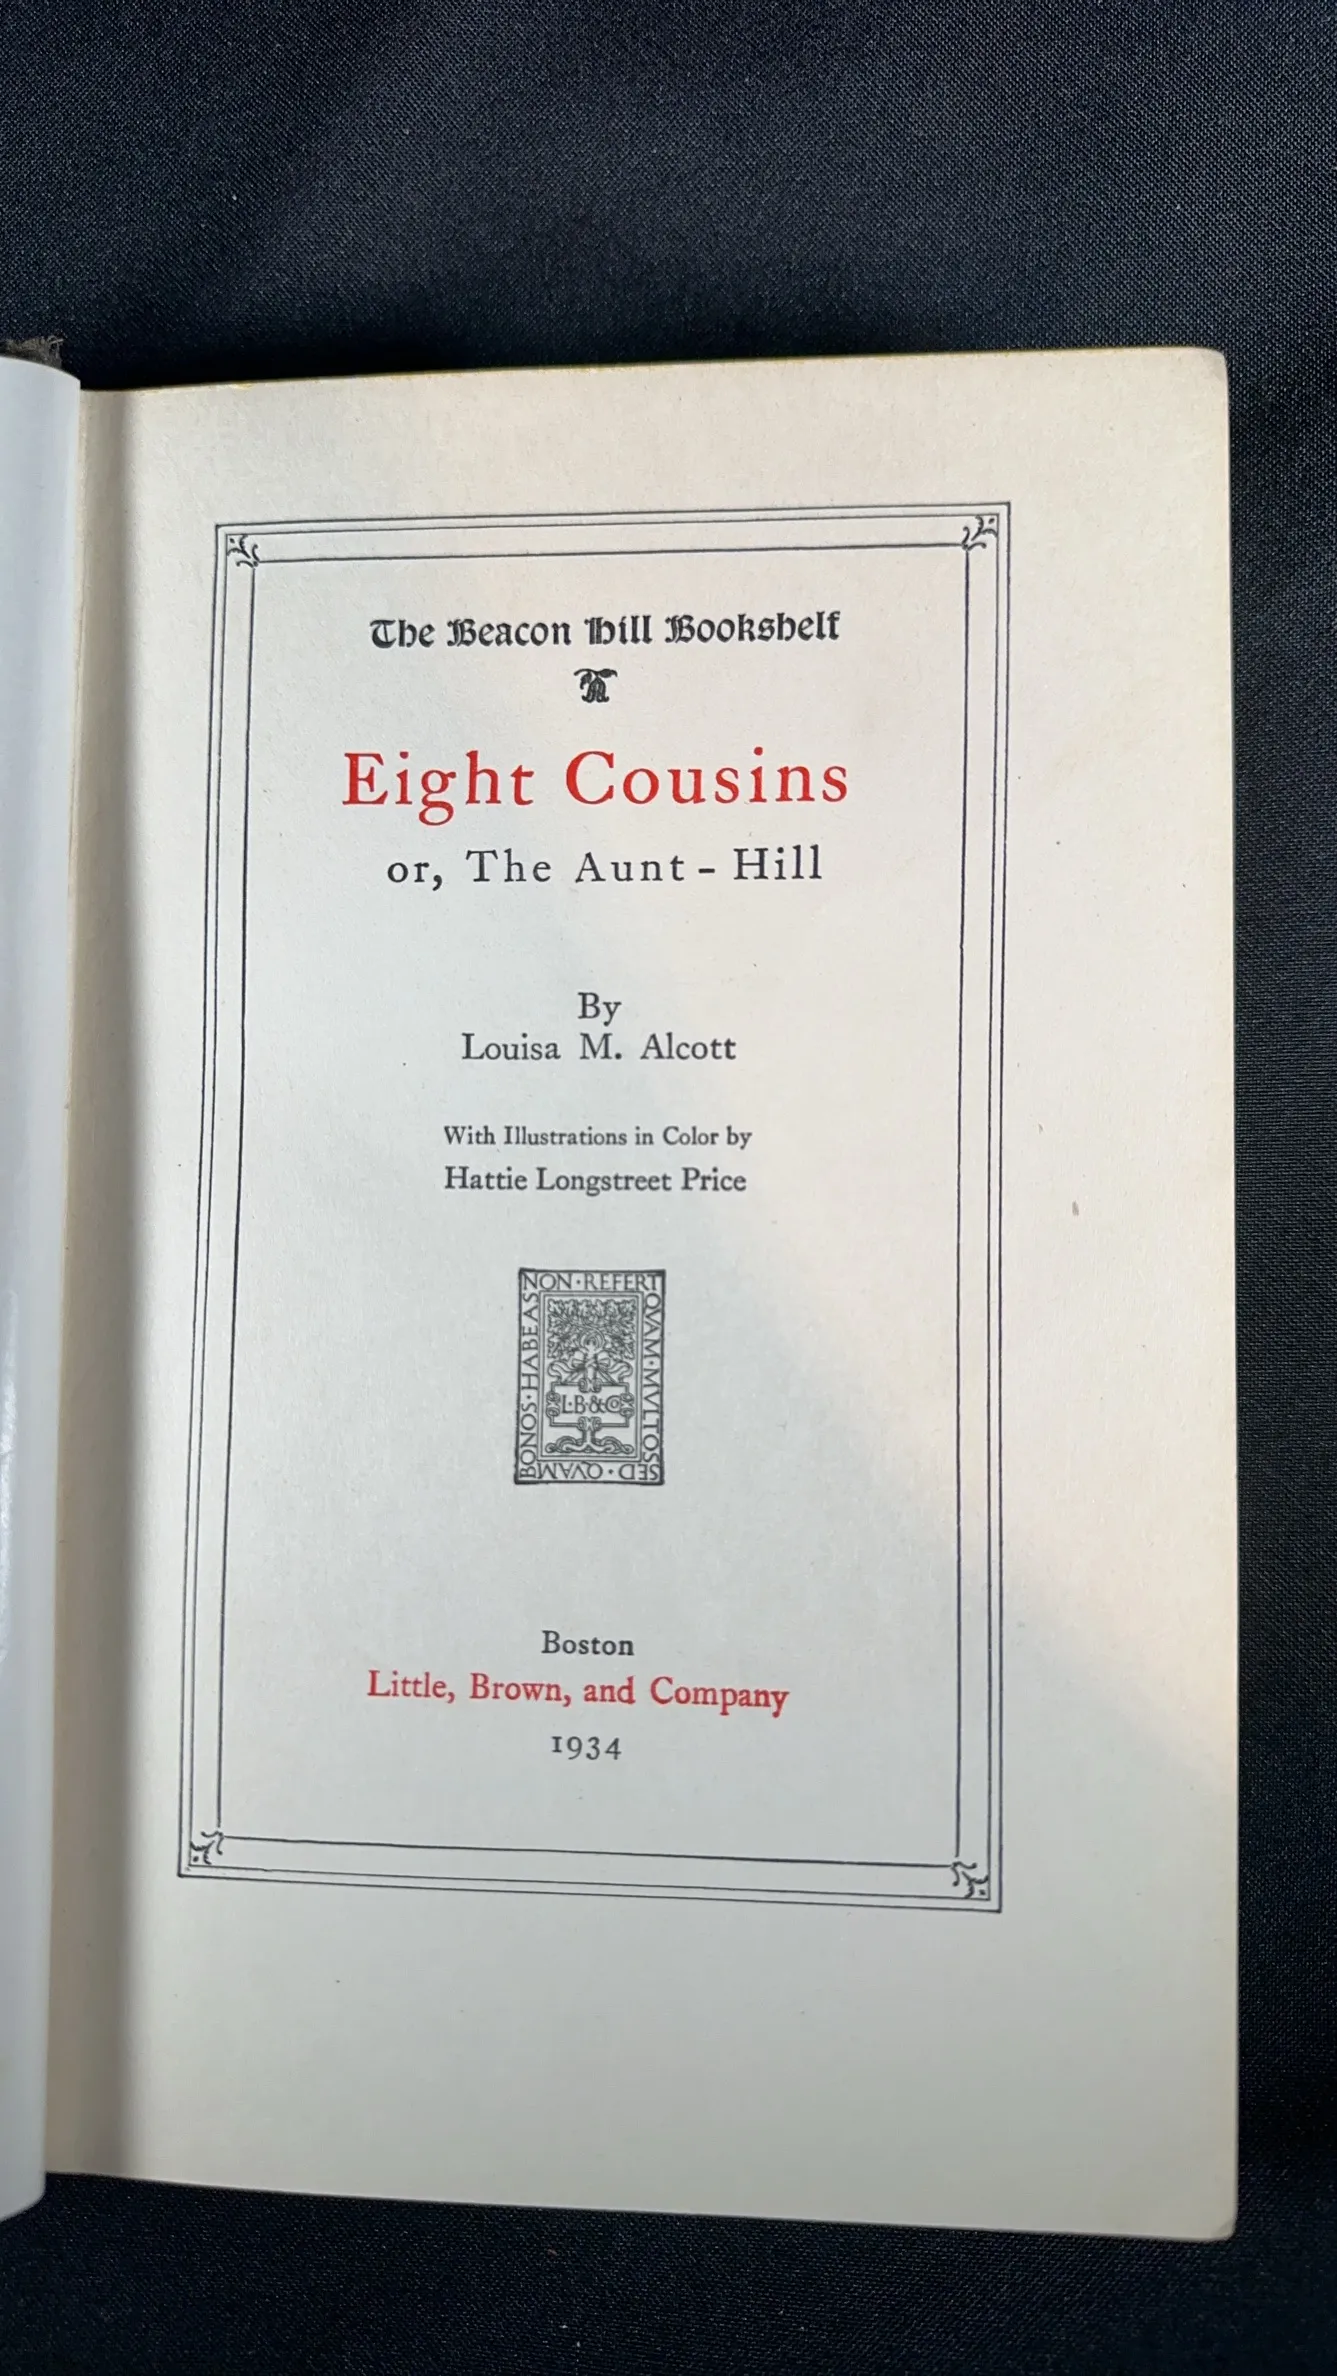 The Beacon Hill Bookshelf
Eight Cousins
or, The Aunt - Hill
By
Louisa M. Alcott
With Illustrations in Color by
Hattie Longstreet Price
NON·REFERT
QVAM·MVLTOS
SED·QVAM
BONOS·HABEAS
L·B·&Co
Boston
Little, Brown, and Company
1934